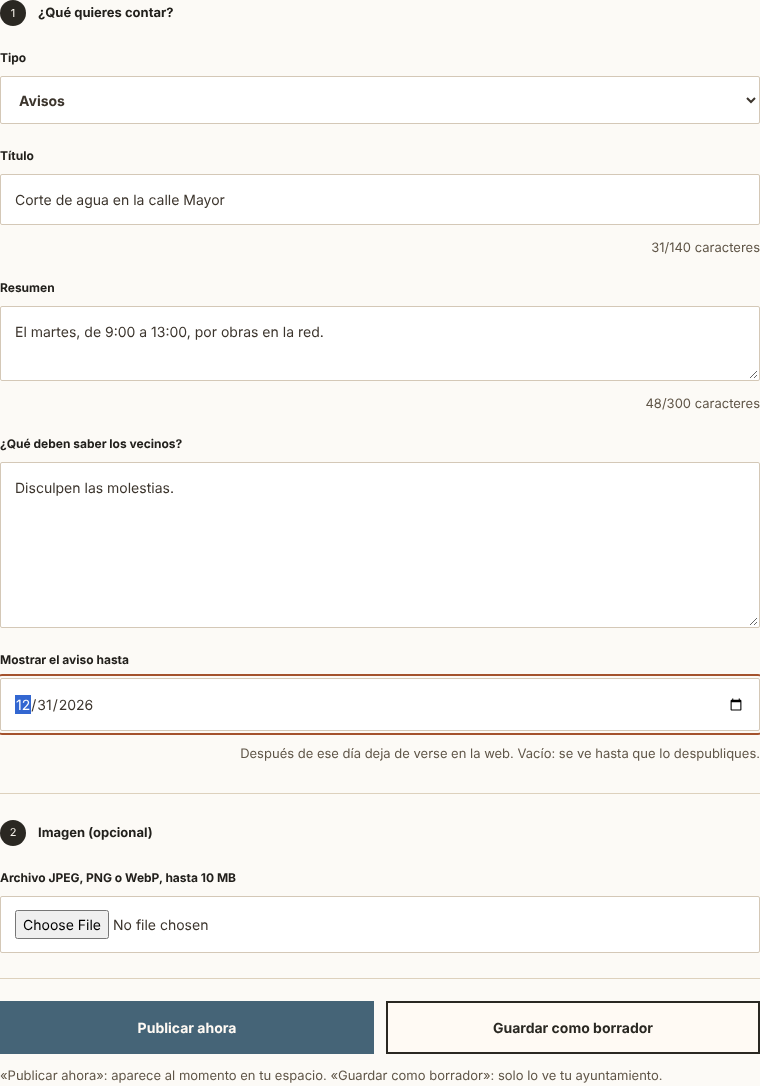 1 ¿Qué quieres contar?
Tipo
Avisos
Título
Corte de agua en la calle Mayor
31/140 caracteres
Resumen
El martes, de 9:00 a 13:00, por obras en la red.
48/300 caracteres
¿Qué deben saber los vecinos?
Disculpen las molestias.
Mostrar el aviso hasta
12/31/2026
Después de ese día deja de verse en la web. Vacío: se ve hasta que lo despubliques.
2 Imagen (opcional)
Archivo JPEG, PNG o WebP, hasta 10 MB
Choose File No file chosen
Publicar ahora Guardar como borrador
«Publicar ahora»: aparece al momento en tu espacio. «Guardar como borrador»: solo lo ve tu ayuntamiento.